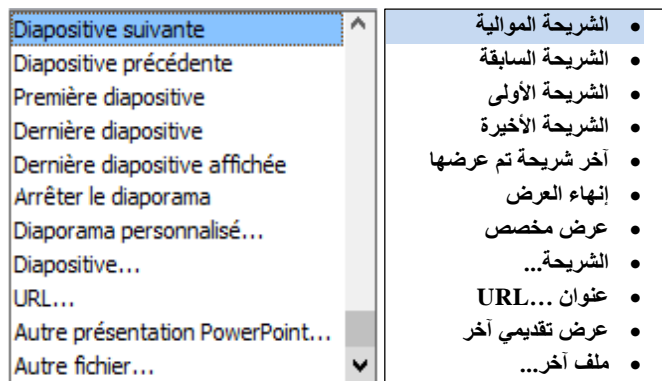 Diapositive suivante
Diapositive précédente
Première diapositive
Dernière diapositive
Dernière diapositive affichée
Arrêter le diaporama
Diaporama personnalisé...
Diapositive...
URL...
Autre présentation PowerPoint...
Autre fichier...
• الشريحة الموالية
• الشريحة السابقة
• الشريحة الأولى
• الشريحة الأخيرة
• آخر شريحة تم عرضها
• إنهاء العرض
• عرض مخصص
• الشريحة...
• عنوان URL...
• عرض تقديمي آخر
• ملف آخر...